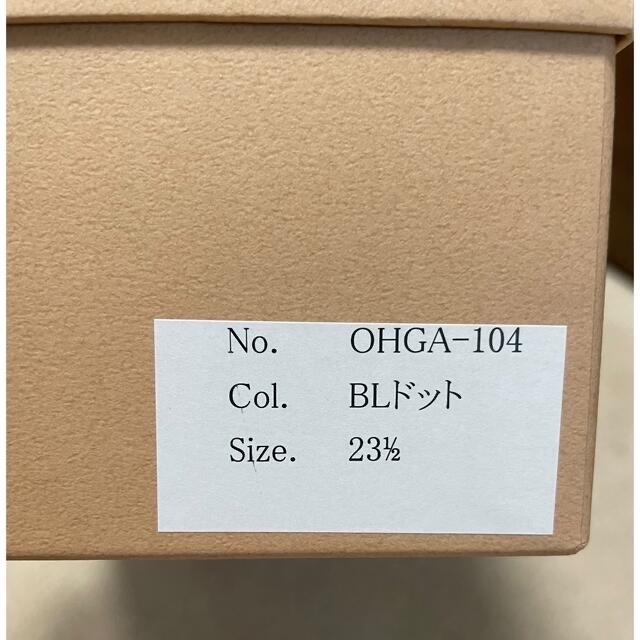 No. OHGA-104
Col. BLドット
Size. 23½